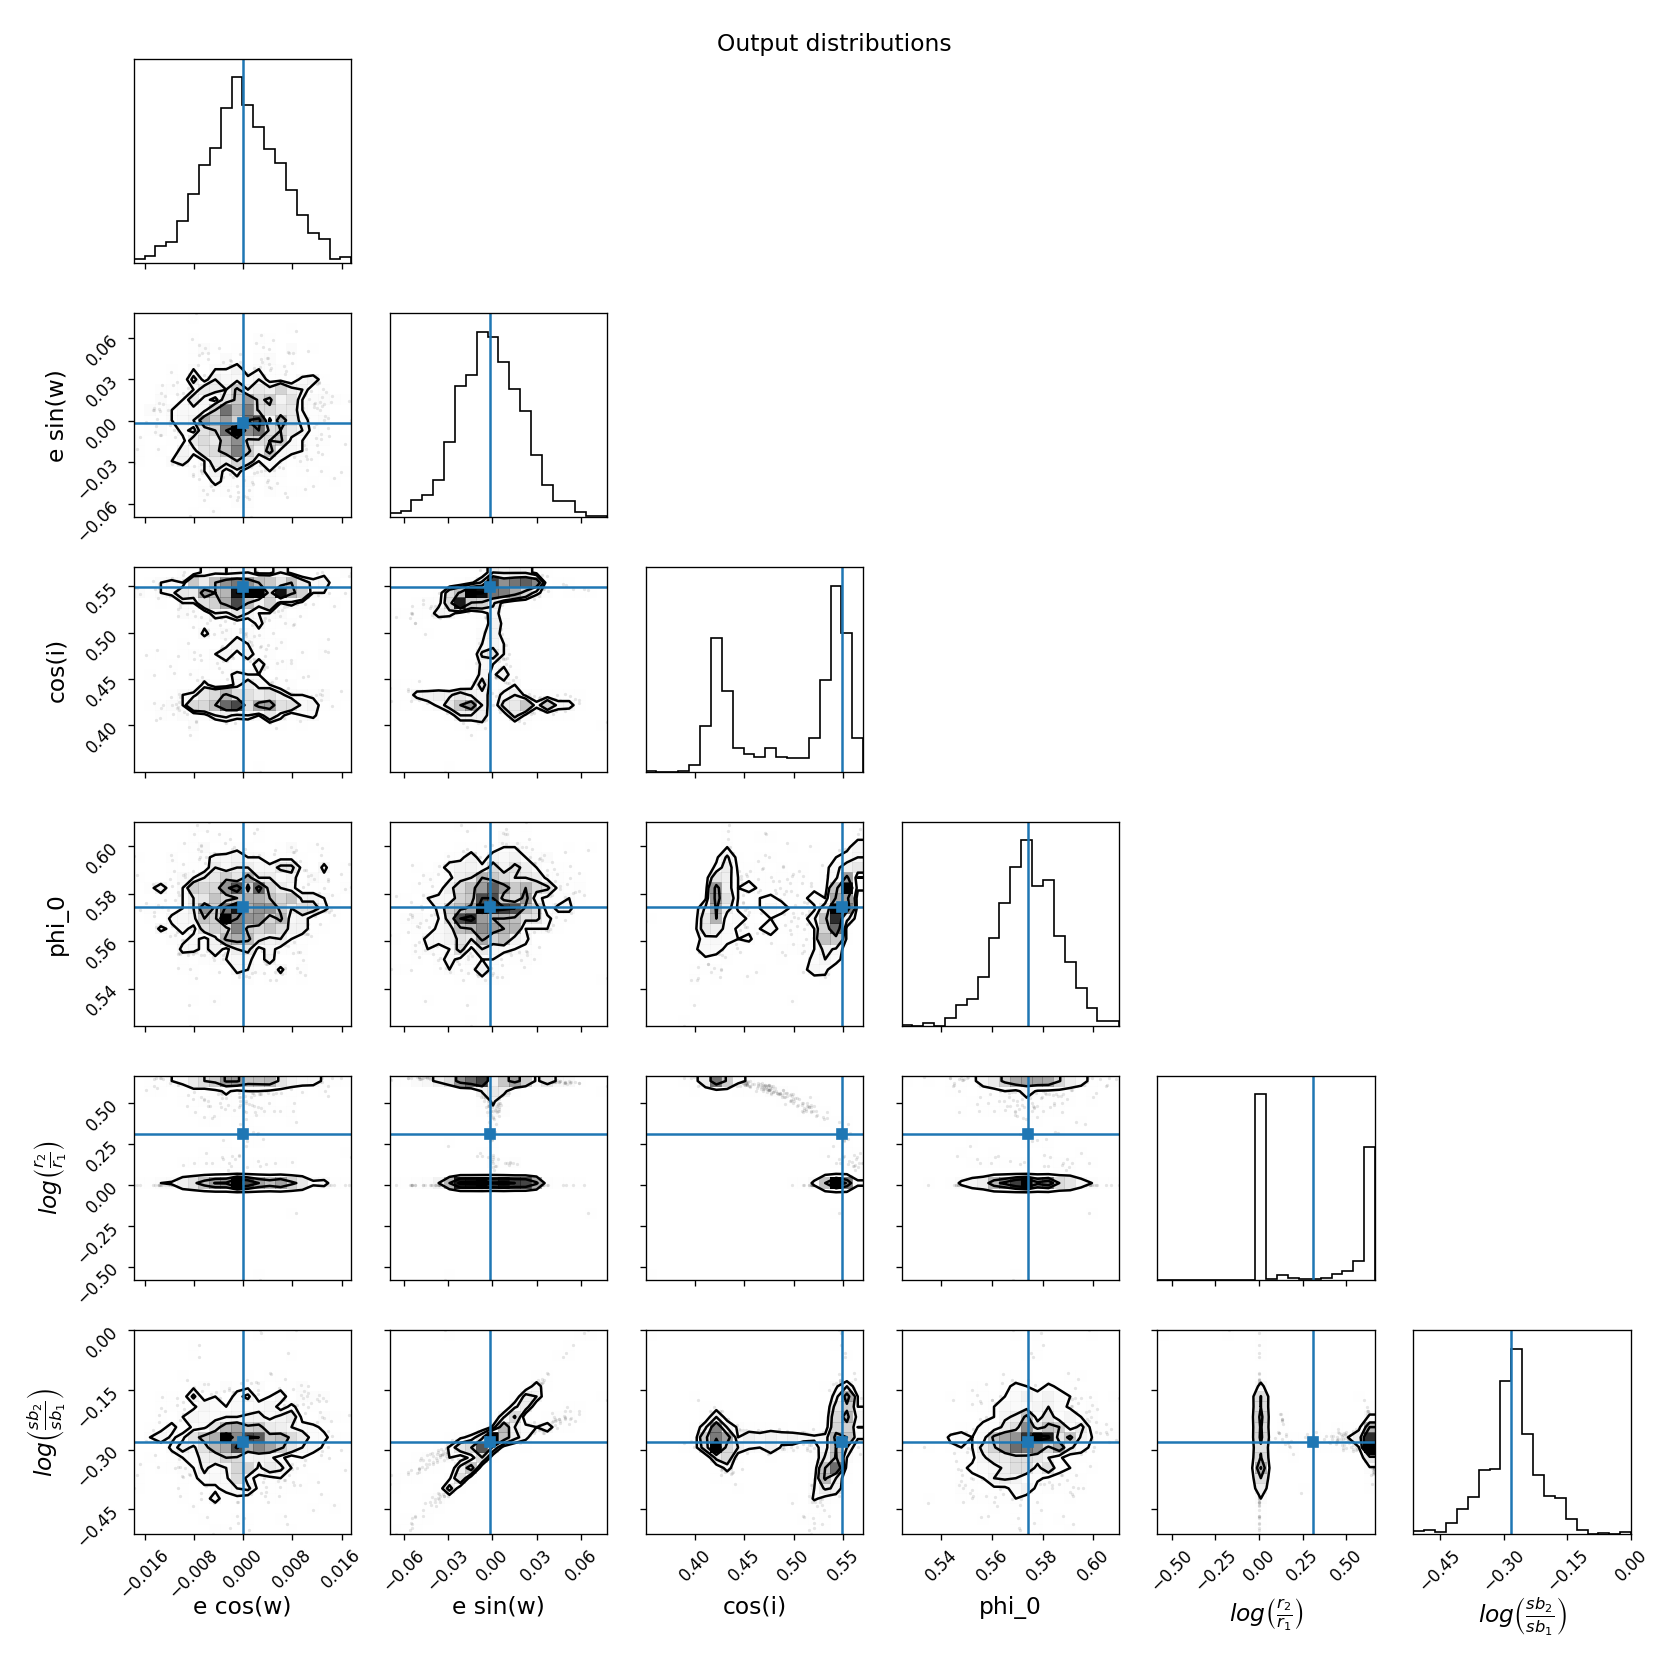 Output distributions
e sin(w)
0.06
0.03
0.00
−0.03
−0.06
cos(i)
0.55
0.50
0.45
0.40
phi_0
0.60
0.58
0.56
0.54
log(r₂/r₁)
0.50
0.25
0.00
−0.25
−0.50
log(sb₂/sb₁)
0.00
−0.15
−0.30
−0.45
−0.016 −0.008 0.000 0.008 0.016
e cos(w)
−0.06 −0.03 0.00 0.03 0.06
e sin(w)
0.40 0.45 0.50 0.55
cos(i)
0.54 0.56 0.58 0.60
phi_0
−0.50 −0.25 0.00 0.25 0.50
log(r₂/r₁)
−0.45 −0.30 −0.15 0.00
log(sb₂/sb₁)